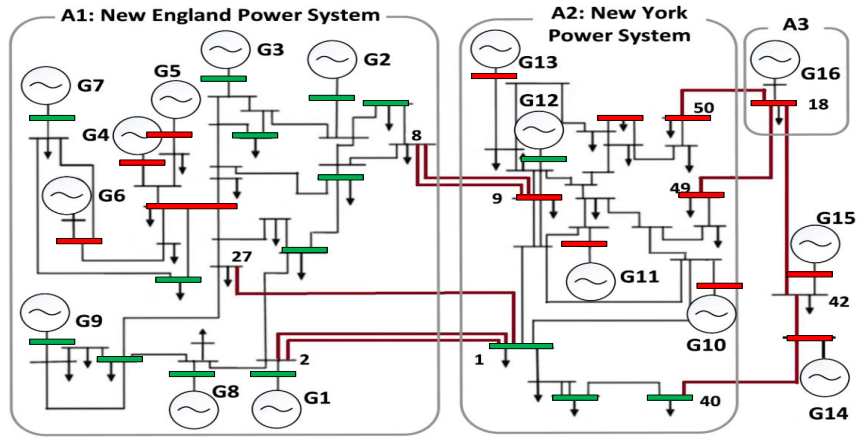 A1: New England Power System
A2: New York
Power System
A3
G3
G2
G7
G5
G4
G6
G13
G12
G16
50
18
8
49
9
27
G15
G11
42
G9
G10
2
1
G8
G1
40
G14